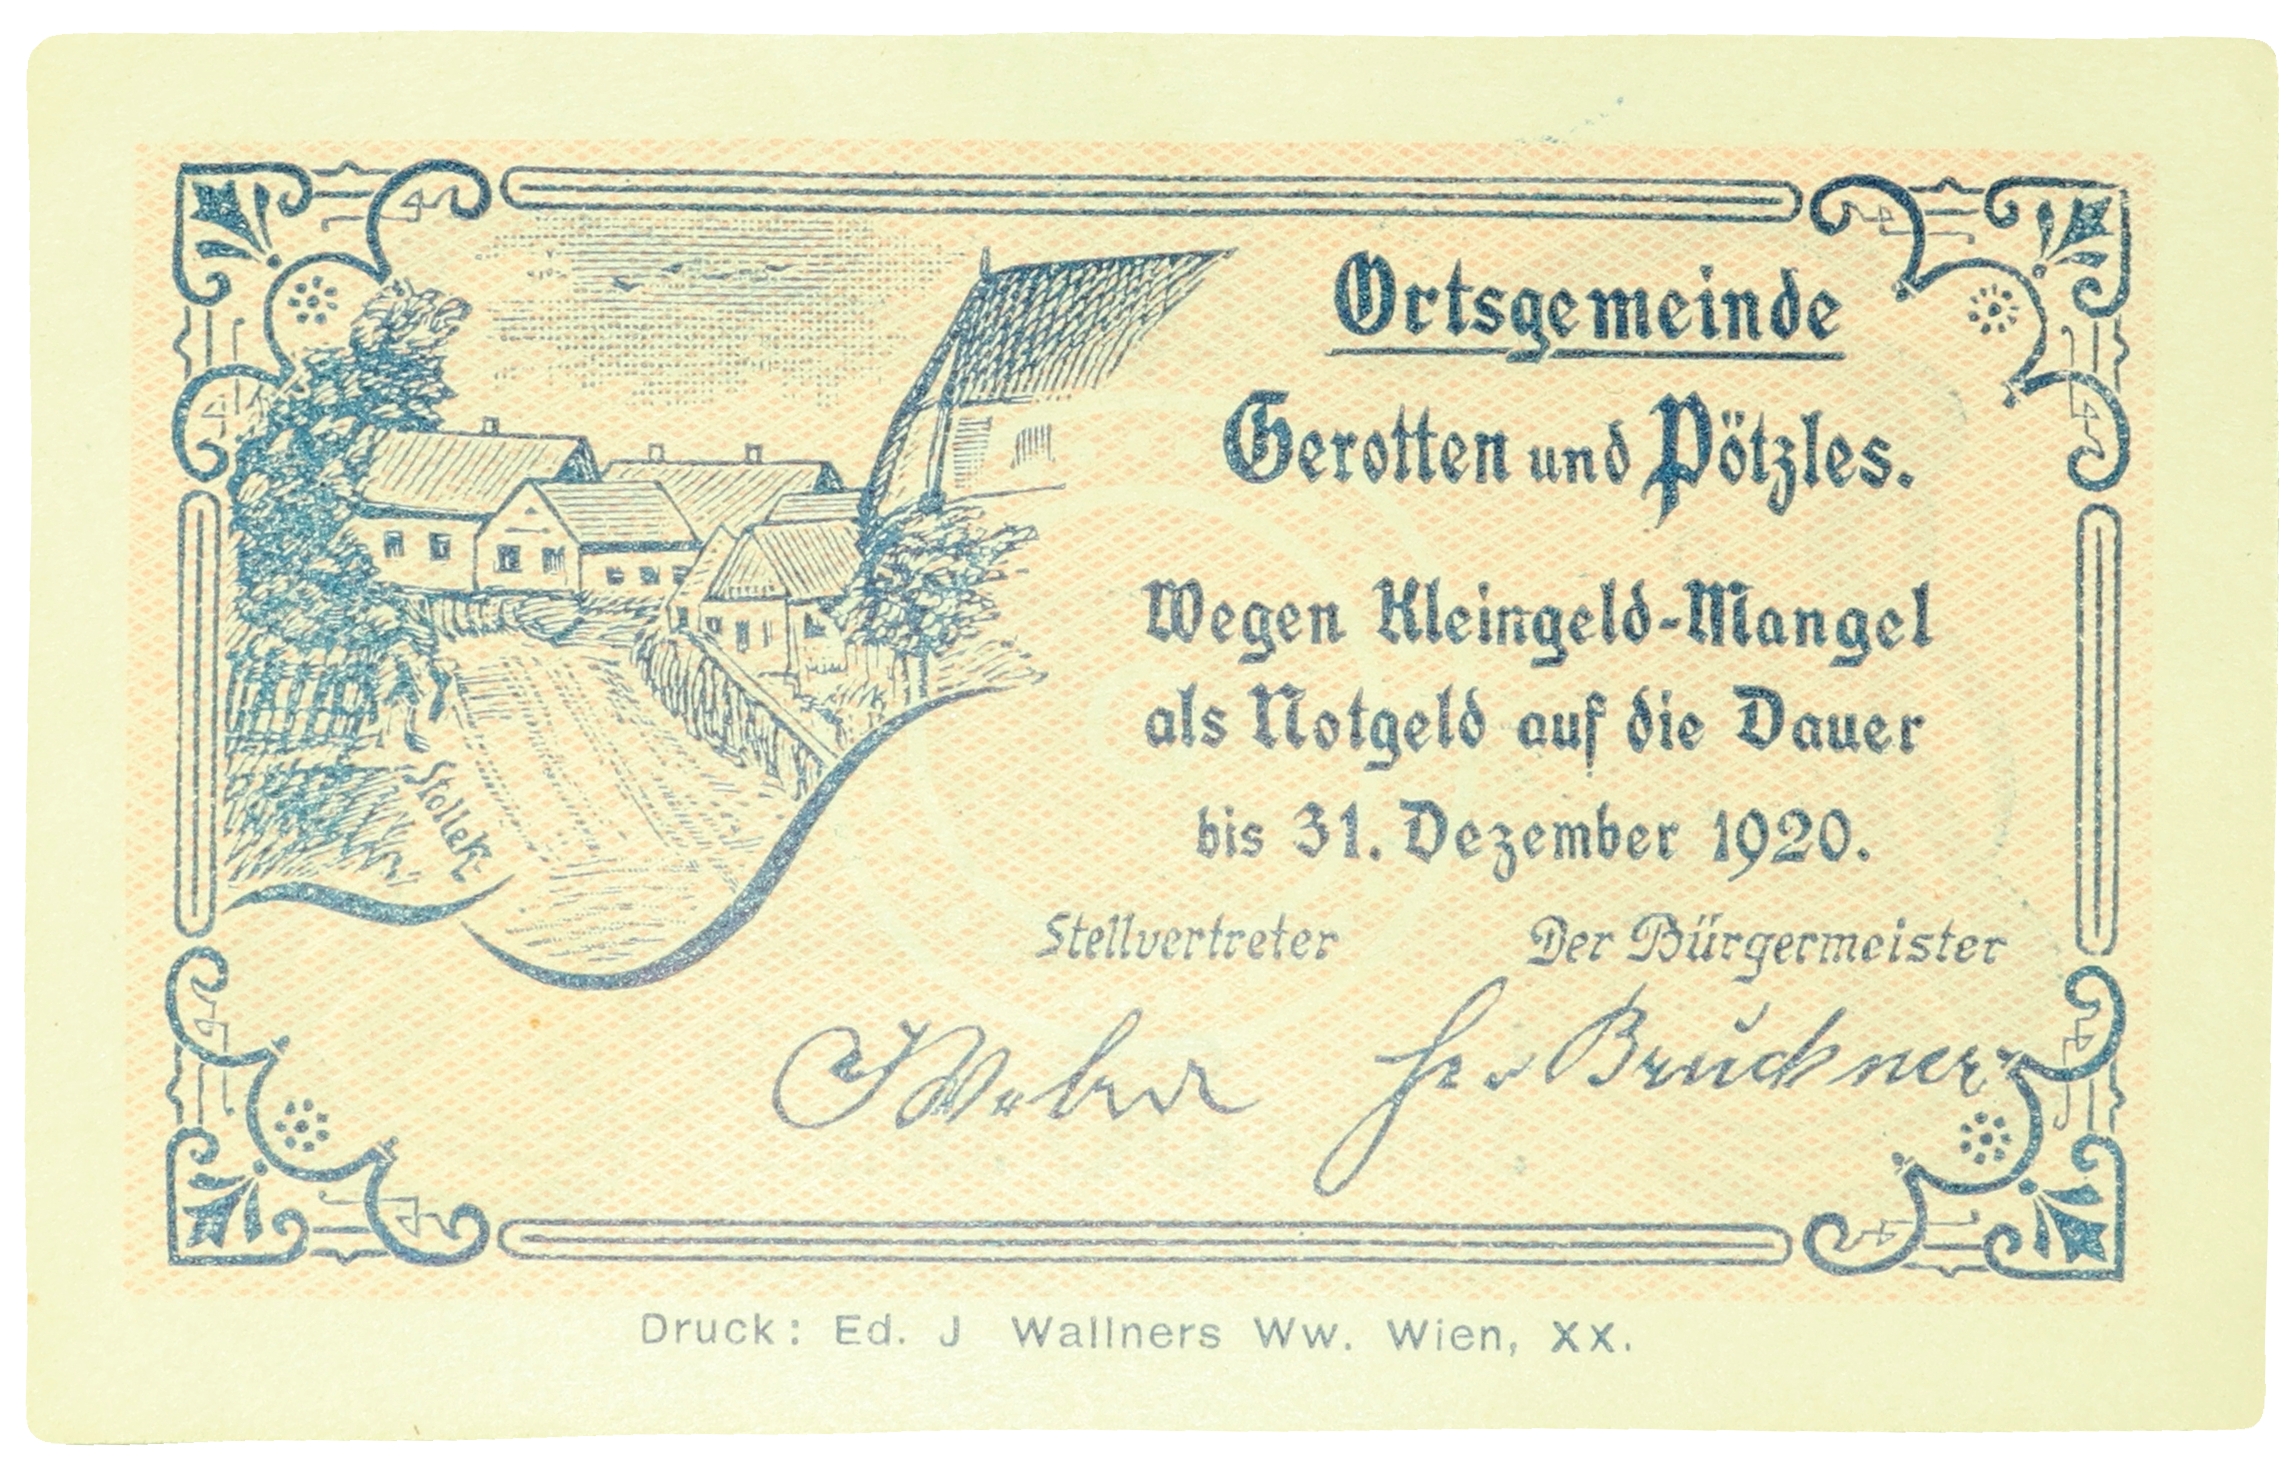 Ortsgemeinde
Gerotten und Pötzles.
Wegen Kleingeld-Mangel
als Notgeld auf die Dauer
bis 31. Dezember 1920.
Stellvertreter Der Bürgermeister
J Weber Bruckner
Stollek
Druck: Ed. J Wallners Ww. Wien, XX.